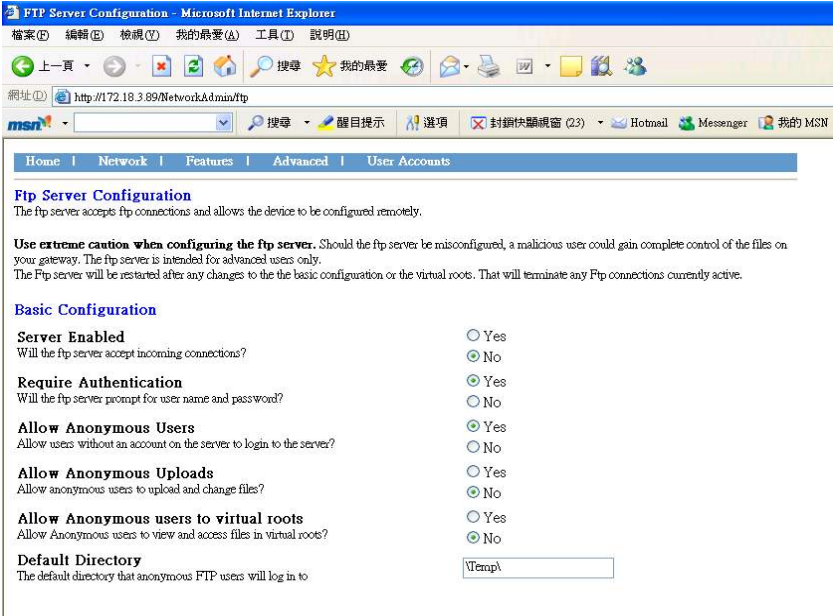 FTP Server Configuration - Microsoft Internet Explorer
檔案(F) 編輯(E) 檢視(V) 我的最愛(A) 工具(T) 說明(H)
上一頁 搜尋 我的最愛
網址(D) http://172.18.3.89/NetworkAdmin/ftp
msn 搜尋 醒目提示 選項 封鎖快顯視窗 (23) Hotmail Messenger 我的 MSN
Home | Network | Features | Advanced | User Accounts
Ftp Server Configuration
The ftp server accepts ftp connections and allows the device to be configured remotely.
Use extreme caution when configuring the ftp server. Should the ftp server be misconfigured, a malicious user could gain complete control of the files on
your gateway. The ftp server is intended for advanced users only.
The Ftp server will be restarted after any changes to the the basic configuration or the virtual roots. That will terminate any Ftp connections currently active.
Basic Configuration
Server Enabled
Will the ftp server accept incoming connections?
Yes
No
Require Authentication
Will the ftp server prompt for user name and password?
Yes
No
Allow Anonymous Users
Allow users without an account on the server to login to the server?
Yes
No
Allow Anonymous Uploads
Allow anonymous users to upload and change files?
Yes
No
Allow Anonymous users to virtual roots
Allow Anonymous users to view and access files in virtual roots?
Yes
No
Default Directory
The default directory that anonymous FTP users will log in to
\Temp\